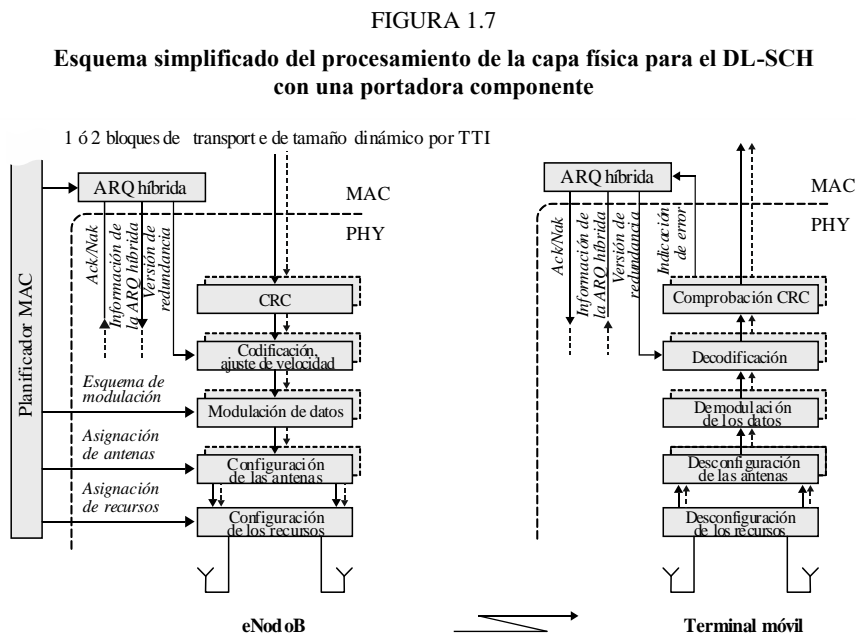 FIGURA 1.7
Esquema simplificado del procesamiento de la capa física para el DL-SCH
con una portadora componente
1 ó 2 bloques de transport e de tamaño dinámico por TTI
Planificador MAC
ARQ híbrida
MAC
PHY
Ack/Nak
Información de
la ARQ híbrida
Versión de
redundancia
CRC
Codificación,
ajuste de velocidad
Esquema de
modulación
Modulación de datos
Asignación
de antenas
Configuración
de las antenas
Asignación
de recursos
Configuración
de los recursos
eNodoB
ARQ híbrida
MAC
PHY
Ack/Nak
Información de
la ARQ híbrida
Versión de
redundancia
Indicación
de error
Comprobación CRC
Decodificación
Demodulación
de los datos
Desconfiguración
de las antenas
Desconfiguración
de los recursos
Terminal móvil